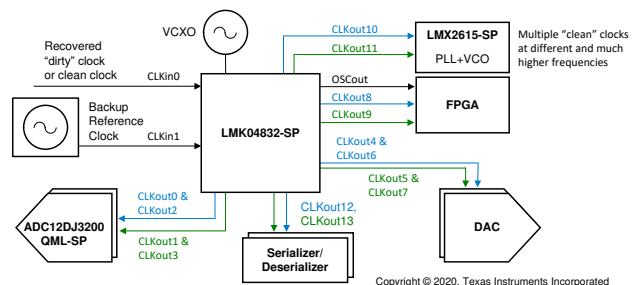 VCXO
CLKout10
CLKout11
LMX2615-SP
PLL+VCO
Multiple “clean” clocks
at different and much
higher frequencies
Recovered
“dirty” clock
or clean clock
CLKin0
OSCout
CLKout8
CLKout9
FPGA
Backup
Reference
Clock
CLKin1
LMK04832-SP
CLKout4 &
CLKout6
CLKout5 &
CLKout7
CLKout0 &
CLKout2
CLKout12,
CLKout13
ADC12DJ3200
QML-SP
CLKout1 &
CLKout3
DAC
Serializer/
Deserializer
Copyright © 2020, Texas Instruments Incorporated